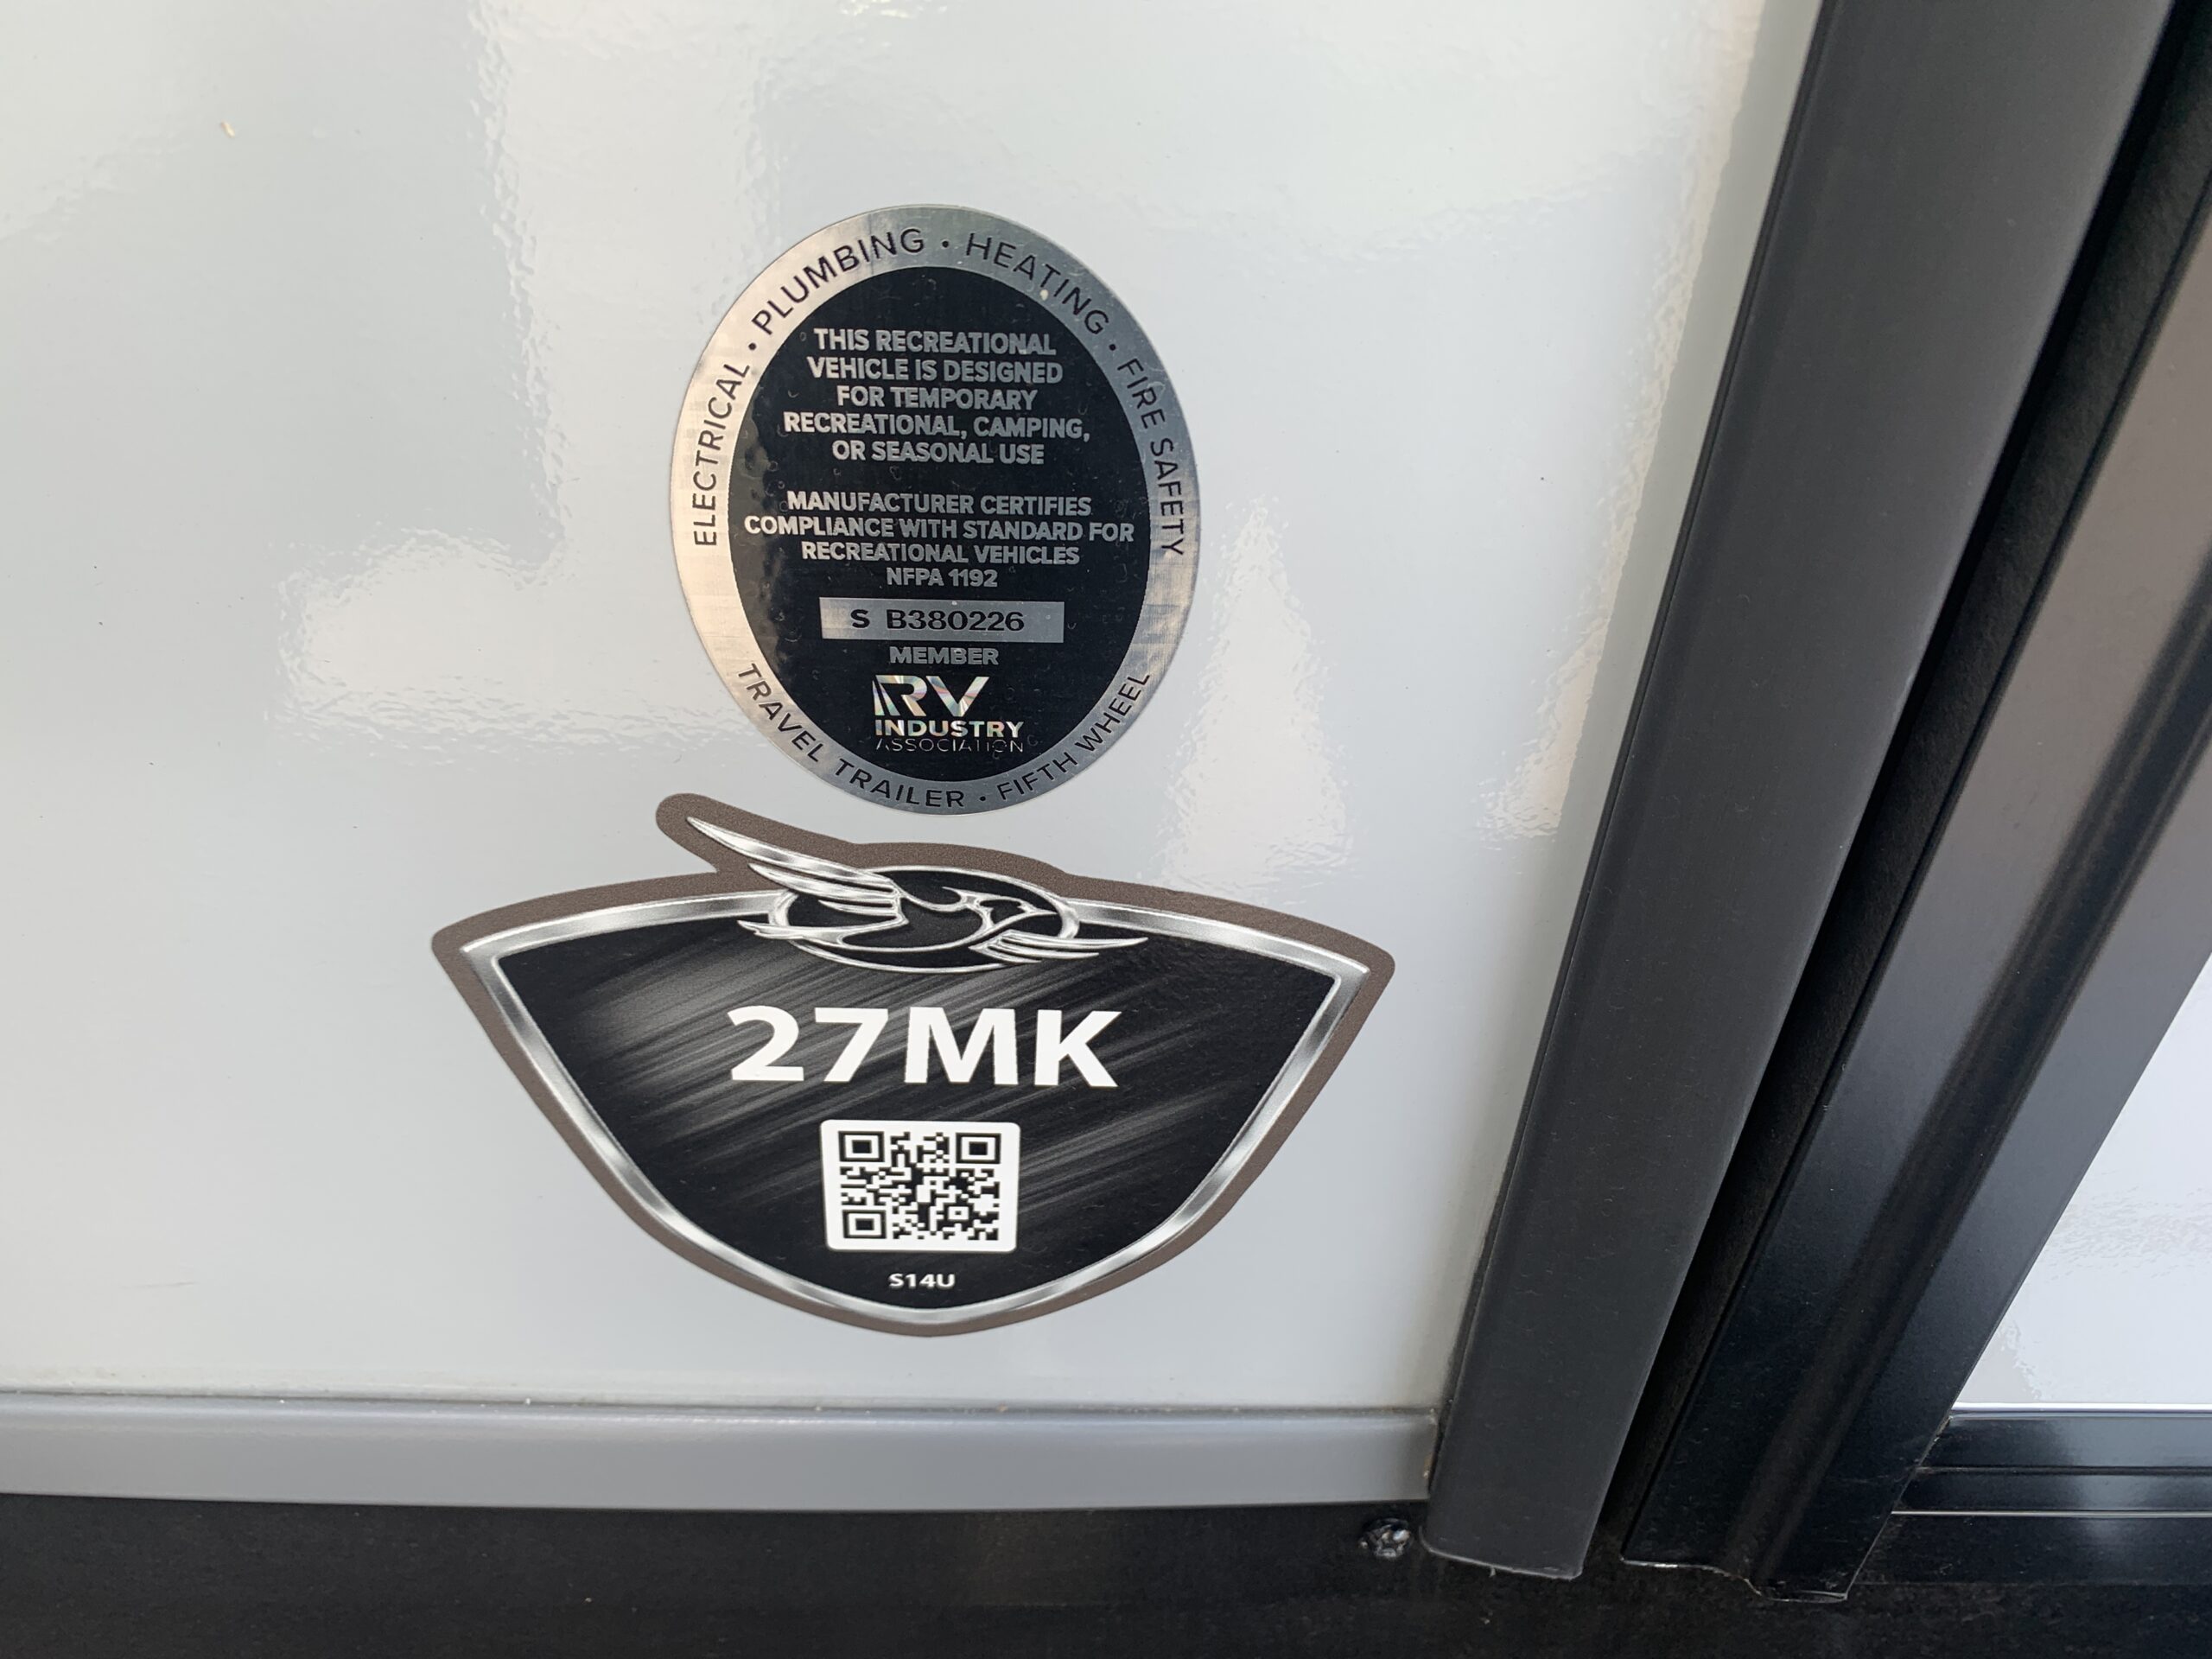 ELECTRICAL • PLUMBING • HEATING • FIRE SAFETY
THIS RECREATIONAL
VEHICLE IS DESIGNED
FOR TEMPORARY
RECREATIONAL, CAMPING,
OR SEASONAL USE
MANUFACTURER CERTIFIES
COMPLIANCE WITH STANDARD FOR
RECREATIONAL VEHICLES
NFPA 1192
S B380226
MEMBER
RV
INDUSTRY
ASSOCIATION
TRAVEL TRAILER • FIFTH WHEEL
27MK
S14U